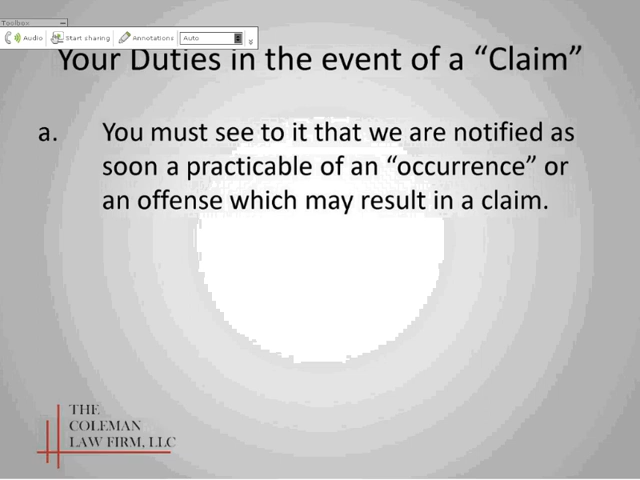 Toolbox
Audio Start sharing Annotations Auto
Your Duties in the event of a “Claim”
a. You must see to it that we are notified as
soon a practicable of an “occurrence” or
an offense which may result in a claim.
THE
COLEMAN
LAW FIRM, LLC